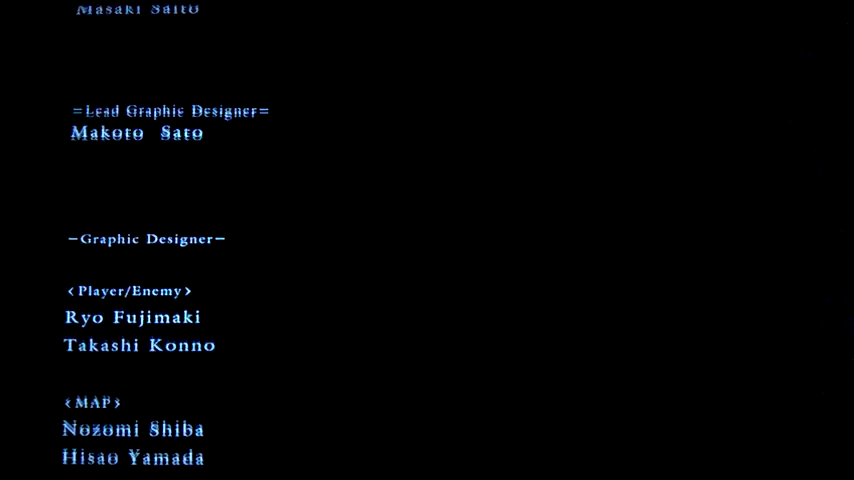 Masaki Saito
=Lead Graphic Designer=
Makoto Sato
-Graphic Designer-
<Player/Enemy>
Ryo Fujimaki
Takashi Konno
<MAP>
Nozomi Shiba
Hisao Yamada